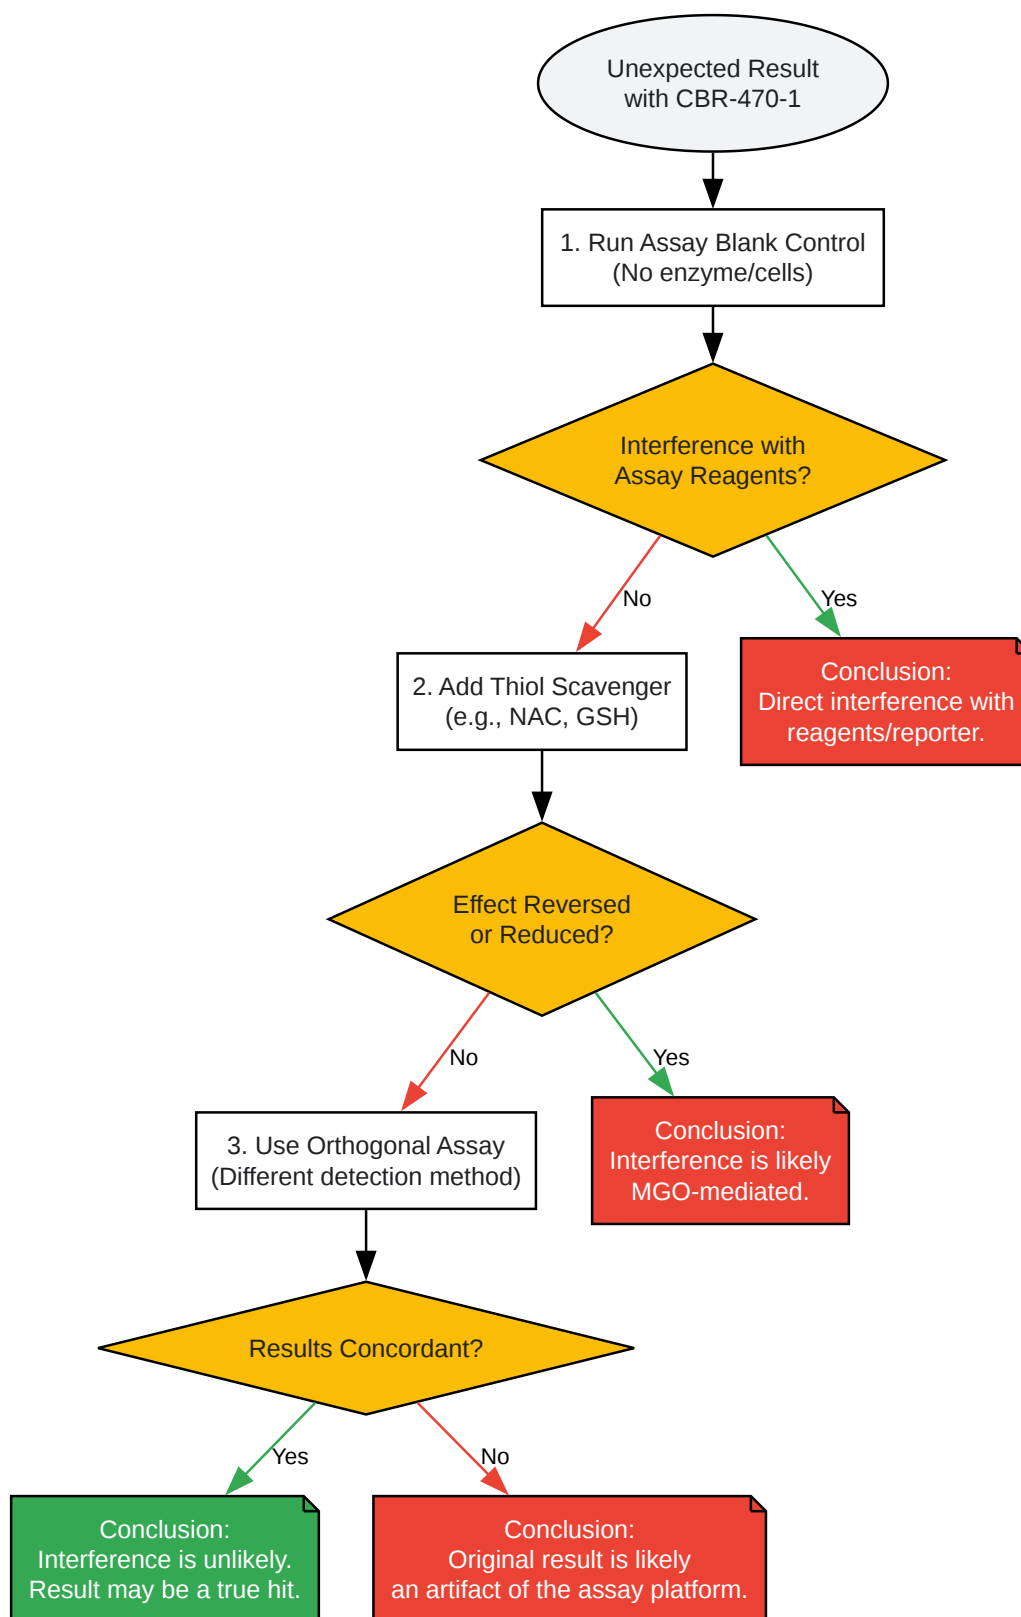 Unexpected Result
with CBR-470-1
1. Run Assay Blank Control
(No enzyme/cells)
Interference with
Assay Reagents?
No
Yes
2. Add Thiol Scavenger
(e.g., NAC, GSH)
Conclusion:
Direct interference with
reagents/reporter.
Effect Reversed
or Reduced?
No
Yes
3. Use Orthogonal Assay
(Different detection method)
Conclusion:
Interference is likely
MGO-mediated.
Results Concordant?
Yes
No
Conclusion:
Interference is unlikely.
Result may be a true hit.
Conclusion:
Original result is likely
an artifact of the assay platform.